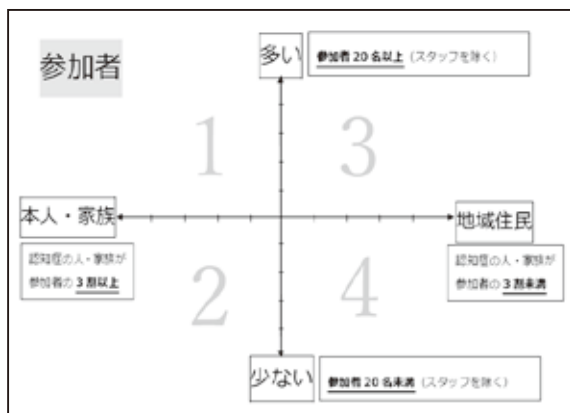 参加者
多い
参加者 20 名以上 (スタッフを除く)
1
3
本人・家族
地域住民
認知症の人・家族が
参加者の 3 割以上
認知症の人・家族が
参加者の 3 割未満
2
4
少ない
参加者 20 名未満 (スタッフを除く)